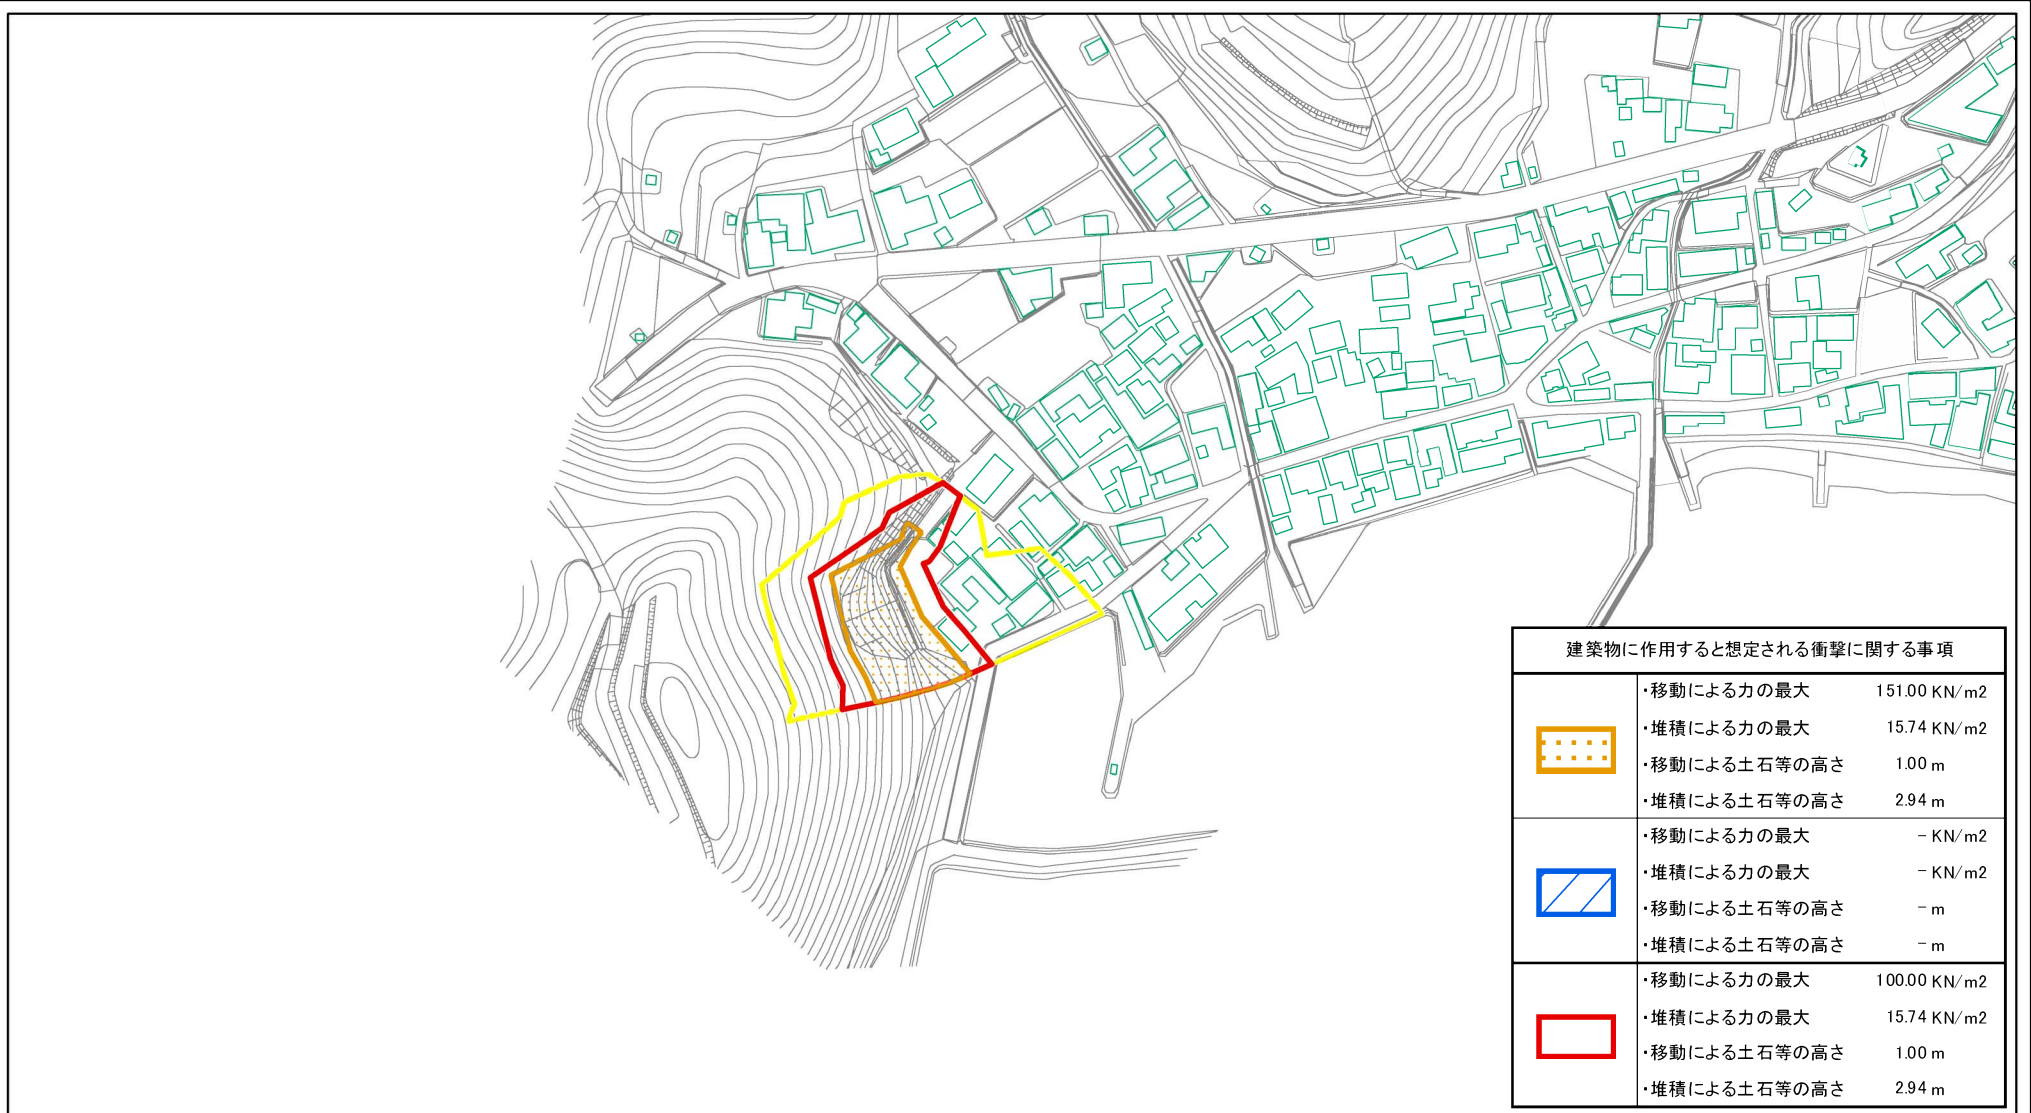 建築物に作用すると想定される衝撃に関する事項
・移動による力の最大 151.00 KN/m2
・堆積による力の最大 15.74 KN/m2
・移動による土石等の高さ 1.00 m
・堆積による土石等の高さ 2.94 m
・移動による力の最大 - KN/m2
・堆積による力の最大 - KN/m2
・移動による土石等の高さ - m
・堆積による土石等の高さ - m
・移動による力の最大 100.00 KN/m2
・堆積による力の最大 15.74 KN/m2
・移動による土石等の高さ 1.00 m
・堆積による土石等の高さ 2.94 m